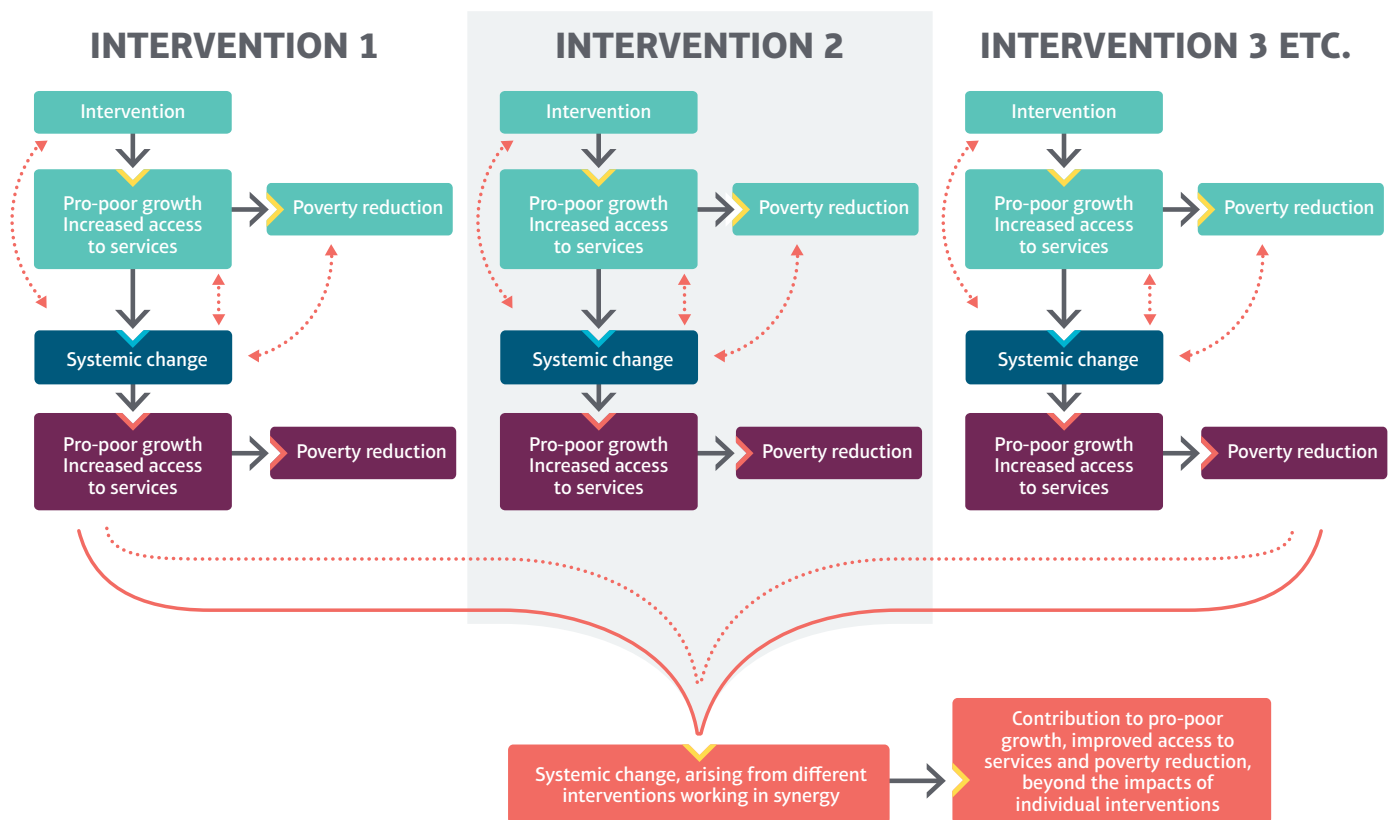 INTERVENTION 1
Intervention
Pro-poor growth
Increased access
to services
Poverty reduction
Systemic change
Pro-poor growth
Increased access
to services
Poverty reduction
INTERVENTION 2
Intervention
Pro-poor growth
Increased access
to services
Poverty reduction
Systemic change
Pro-poor growth
Increased access
to services
Poverty reduction
INTERVENTION 3 ETC.
Intervention
Pro-poor growth
Increased access
to services
Poverty reduction
Systemic change
Pro-poor growth
Increased access
to services
Poverty reduction
Systemic change, arising from different
interventions working in synergy
Contribution to pro-poor
growth, improved access to
services and poverty reduction,
beyond the impacts of
individual interventions